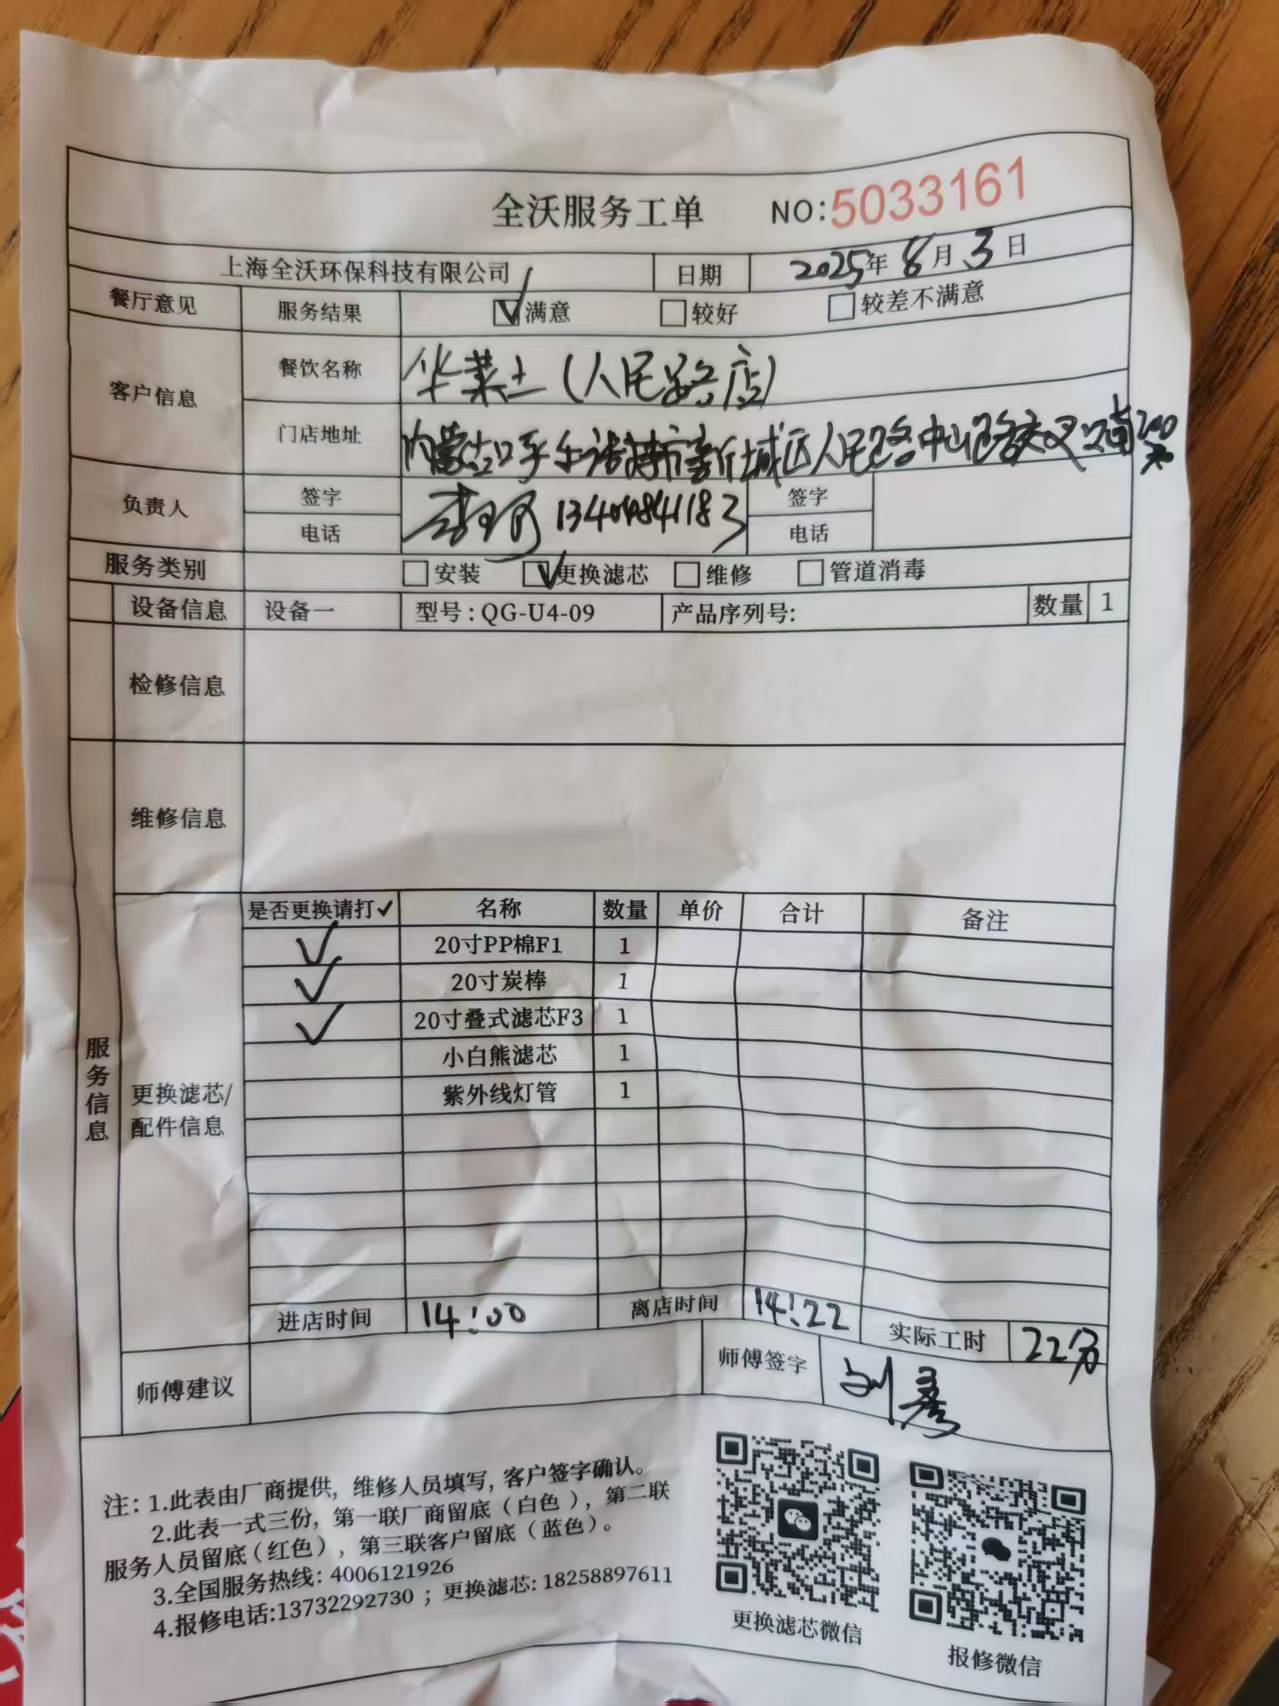 全沃服务工单 NO:5033161
上海全沃环保科技有限公司 日期 2025年8月3日
餐厅意见 服务结果 ☑满意 □较好 □较差不满意
客户信息 餐饮名称 华莱士(人民路店)
门店地址 内蒙古呼和浩特市新城区人民路中山路交叉口南200米
负责人 签字 签字
电话 电话
服务类别 □安装 ☑更换滤芯 □维修 □管道消毒
设备信息 设备一 型号:QG-U4-09 产品序列号: 数量 1
检修信息
维修信息
服务信息
更换滤芯/配件信息
是否更换请打✓ 名称 数量 单价 合计 备注
✓ 20寸PP棉F1 1
✓ 20寸炭棒 1
✓ 20寸叠式滤芯F3 1
小白熊滤芯 1
紫外线灯管 1
进店时间 14:00 离店时间 14:22 实际工时 22分
师傅建议 师傅签字 刘彦
注:1.此表由厂商提供,维修人员填写,客户签字确认。
2.此表一式三份,第一联厂商留底(白色),第二联
服务人员留底(红色),第三联客户留底(蓝色)。
3.全国服务热线:4006121926
4.报修电话:13732292730;更换滤芯:18258897611
更换滤芯微信
报修微信